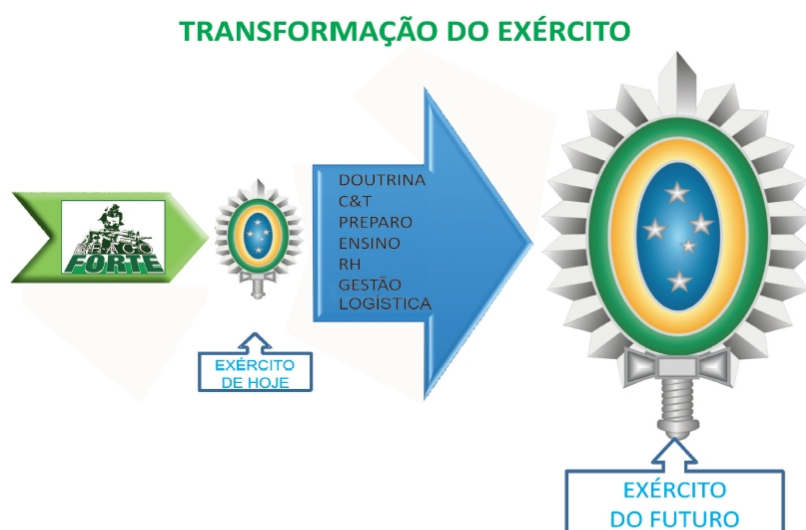 TRANSFORMAÇÃO DO EXÉRCITO
FORTE
EXÉRCITO
DE HOJE
DOUTRINA
C&T
PREPARO
ENSINO
RH
GESTÃO
LOGÍSTICA
EXÉRCITO
DO FUTURO